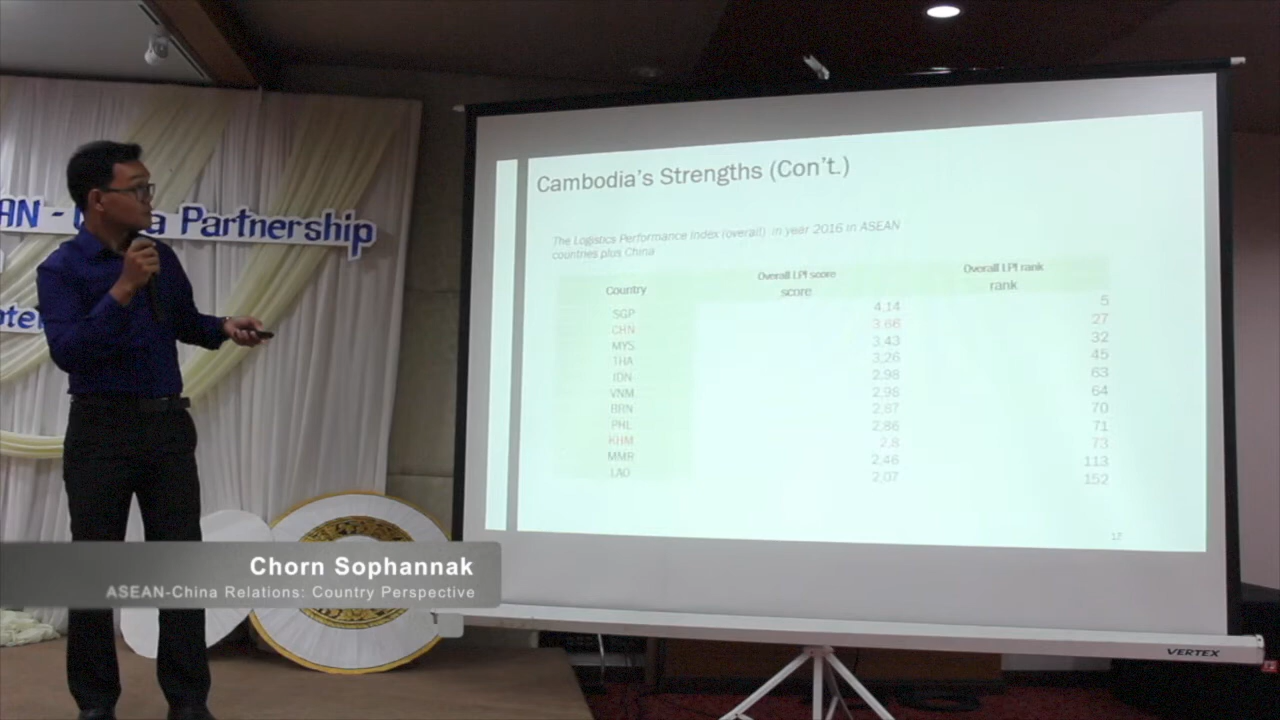 AN - C a Partnership
Cambodia's Strengths (Con't.)
The Logistics Performance Index (overall) in year 2016 in ASEAN
countries plus China
Country Overall LPI score score Overall LPI rank rank
SGP 4.14 5
CHN 3.66 27
MYS 3.43 32
THA 3.26 45
IDN 2.98 63
VNM 2.98 64
BRN 2.87 70
PHL 2.86 71
KHM 2.8 73
MMR 2.46 113
LAO 2.07 152
Chorn Sophannak
ASEAN-China Relations: Country Perspective
VERTEX